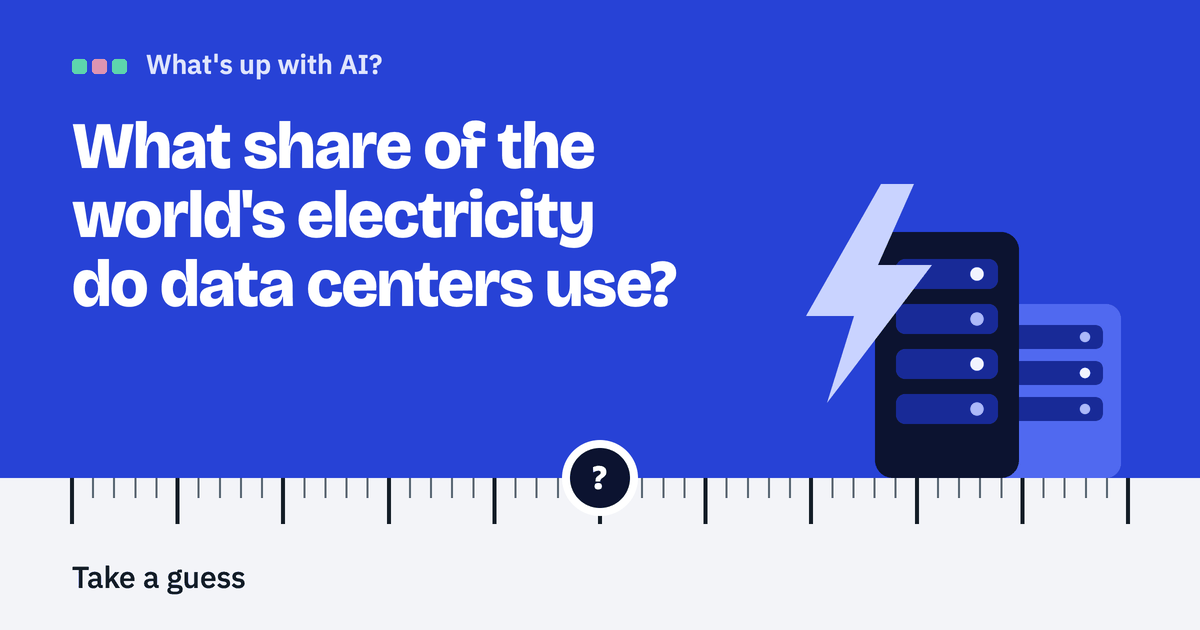 What's up with AI?
What share of the
world's electricity
do data centers use?
?
Take a guess